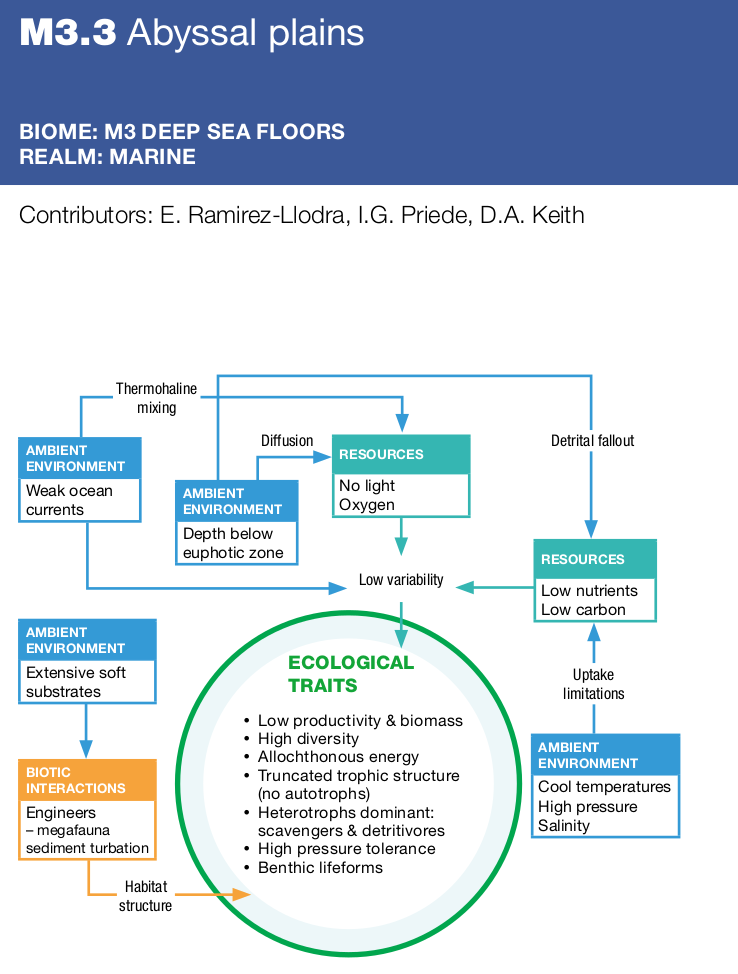 M3.3 Abyssal plains
BIOME: M3 DEEP SEA FLOORS
REALM: MARINE
Contributors: E. Ramirez-Llodra, I.G. Priede, D.A. Keith
Thermohaline
mixing
AMBIENT
ENVIRONMENT
Weak ocean
currents
Diffusion
AMBIENT
ENVIRONMENT
Depth below
euphotic zone
RESOURCES
No light
Oxygen
Detrital fallout
RESOURCES
Low nutrients
Low carbon
Low variability
AMBIENT
ENVIRONMENT
Extensive soft
substrates
Uptake
limitations
AMBIENT
ENVIRONMENT
Cool temperatures
High pressure
Salinity
BIOTIC
INTERACTIONS
Engineers
– megafauna
sediment turbation
Habitat
structure
ECOLOGICAL
TRAITS
• Low productivity & biomass
• High diversity
• Allochthonous energy
• Truncated trophic structure
(no autotrophs)
• Heterotrophs dominant:
scavengers & detritivores
• High pressure tolerance
• Benthic lifeforms